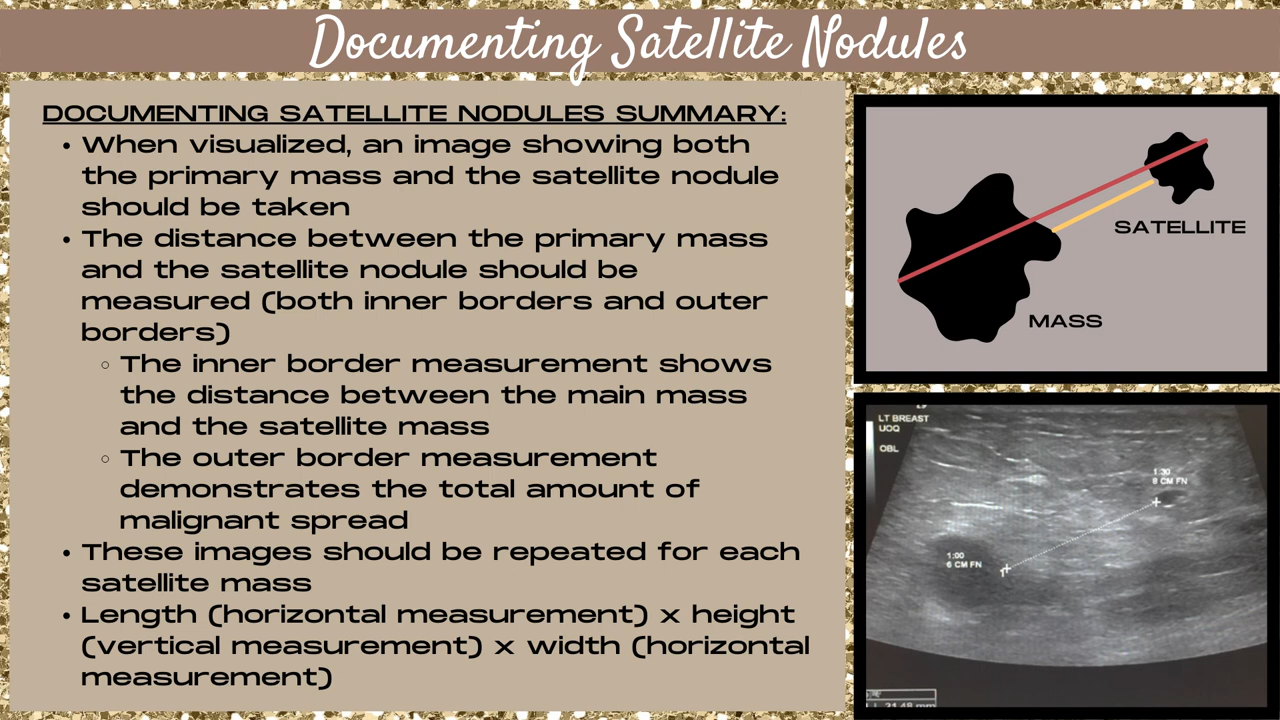 Documenting Satellite Nodules
DOCUMENTING SATELLITE NODULES SUMMARY:
• When visualized, an image showing both
the primary mass and the satellite nodule
should be taken
• The distance between the primary mass
and the satellite nodule should be
measured (both inner borders and outer
borders)
◦ The inner border measurement shows
the distance between the main mass
and the satellite mass
◦ The outer border measurement
demonstrates the total amount of
malignant spread
• These images should be repeated for each
satellite mass
• Length (horizontal measurement) x height
(vertical measurement) x width (horizontal
measurement)
SATELLITE
MASS
LT BREAST
UOQ
OBL
1:30
8 CM FN
1:00
6 CM FN
1 L 21.48 mm